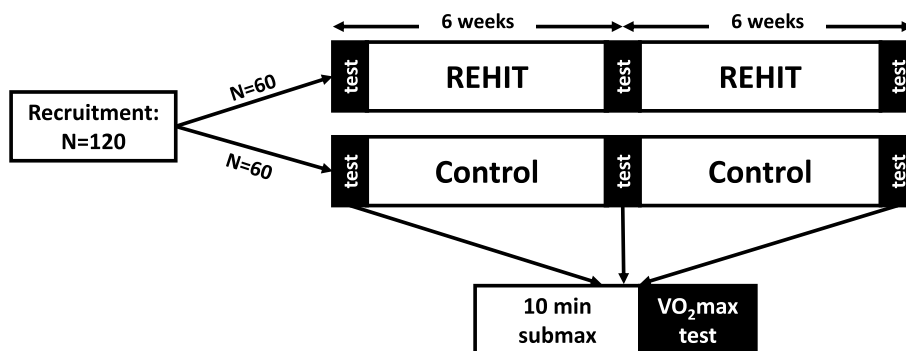 6 weeks 6 weeks
test REHIT test REHIT test
N=60
Recruitment:
N=120
N=60
test Control test Control test
10 min
submax
VO₂max
test